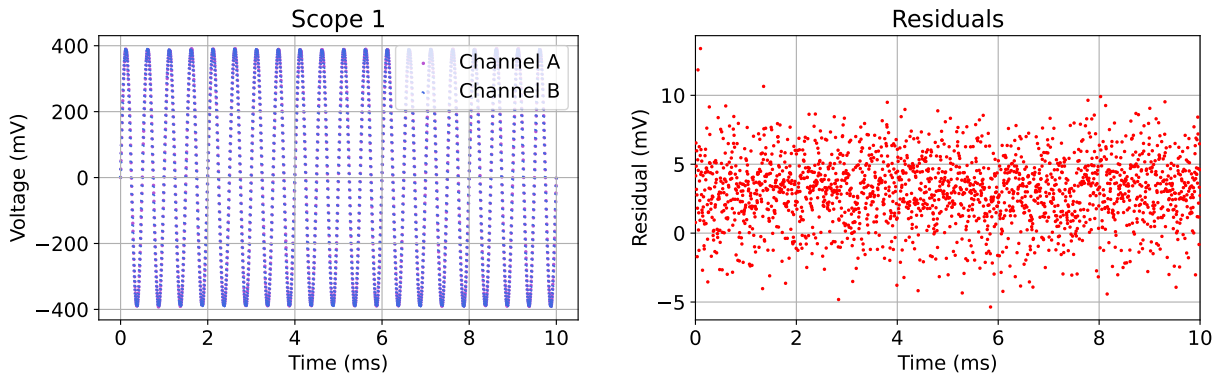 Scope 1
Channel A
Channel B
Voltage (mV)
400
200
0
−200
−400
0
2
4
6
8
10
Time (ms)
Residuals
Residual (mV)
10
5
0
−5
0
2
4
6
8
10
Time (ms)